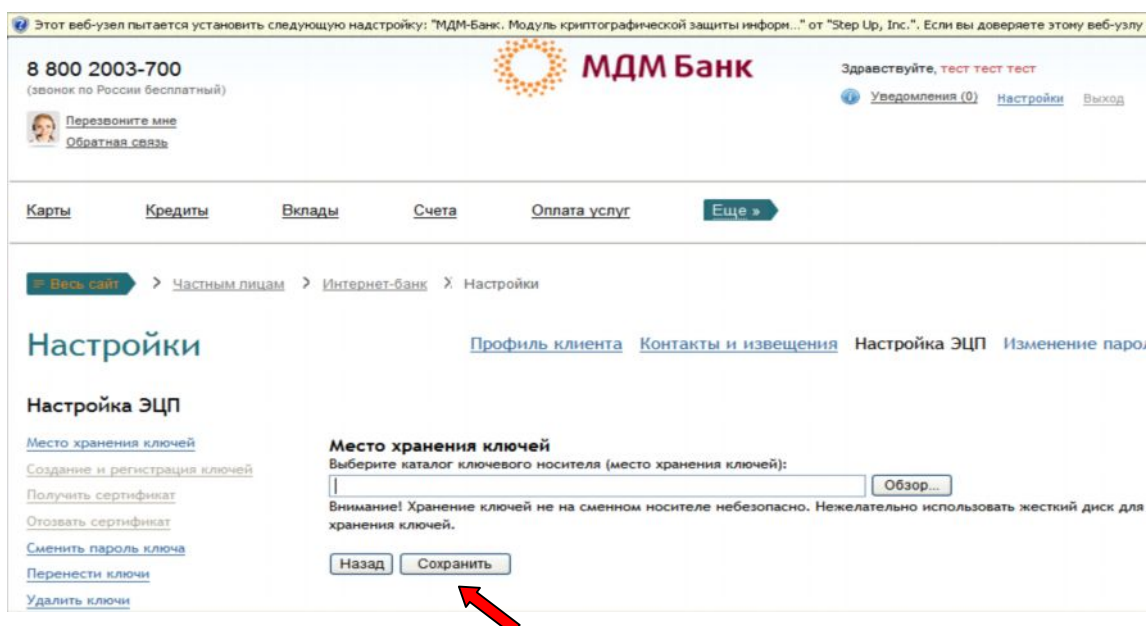 Этот веб-узел пытается установить следующую надстройку: "МДМ-Банк. Модуль криптографической защиты информ..." от "Step Up, Inc.". Если вы доверяете этому веб-узлу
8 800 2003-700
(звонок по России бесплатный)
Перезвоните мне
Обратная связь
МДМ Банк
Здравствуйте, тест тест тест
Уведомления (0) Настройки Выход
Карты Кредиты Вклады Счета Оплата услуг Еще »
≡ Весь сайт > Частным лицам > Интернет-банк > Настройки
Настройки
Профиль клиента Контакты и извещения Настройка ЭЦП Изменение парол
Настройка ЭЦП
Место хранения ключей
Создание и регистрация ключей
Получить сертификат
Отозвать сертификат
Сменить пароль ключа
Перенести ключи
Удалить ключи
Место хранения ключей
Выберите каталог ключевого носителя (место хранения ключей):
Обзор...
Внимание! Хранение ключей не на сменном носителе небезопасно. Нежелательно использовать жесткий диск для
хранения ключей.
Назад Сохранить